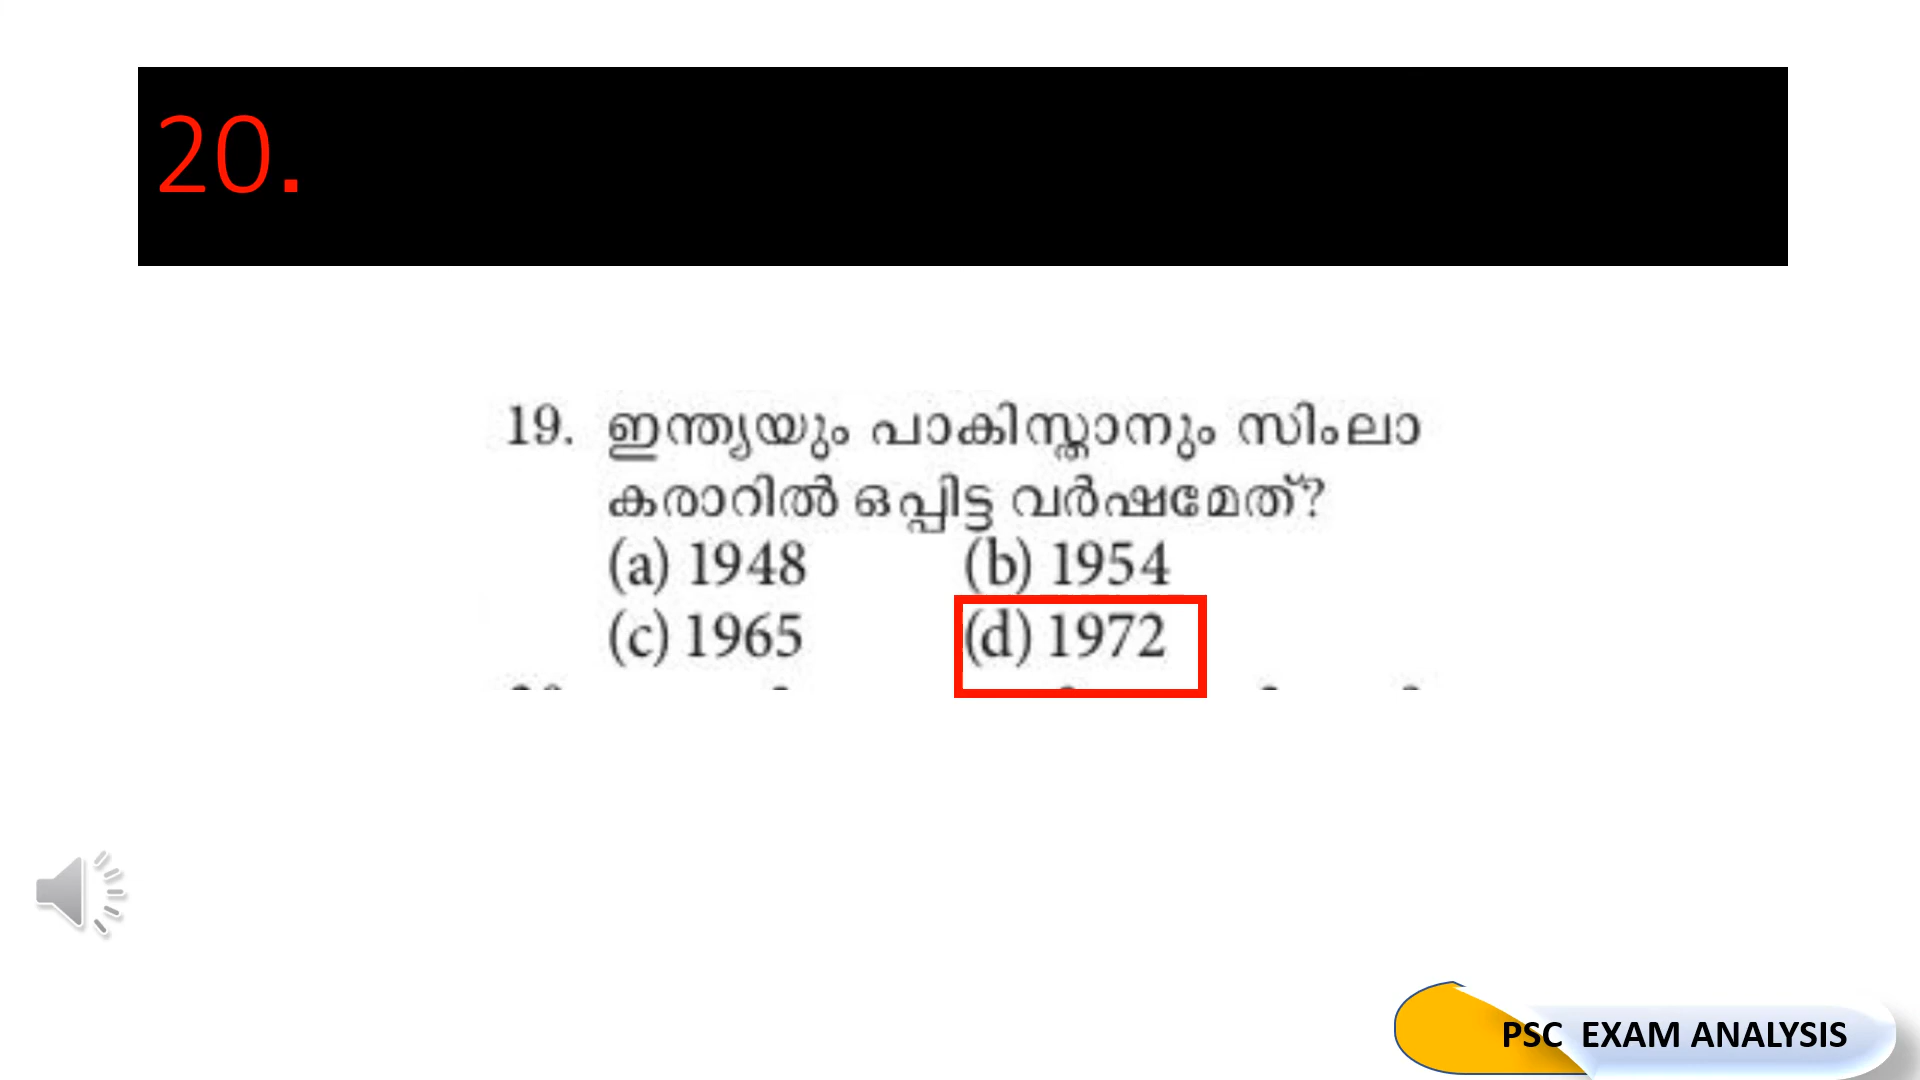 20.
19. ഇന്ത്യയും പാകിസ്താനും സിംലാ
കരാറിൽ ഒപ്പിട്ട വർഷമേത്?
(a) 1948 (b) 1954
(c) 1965 (d) 1972
PSC EXAM ANALYSIS